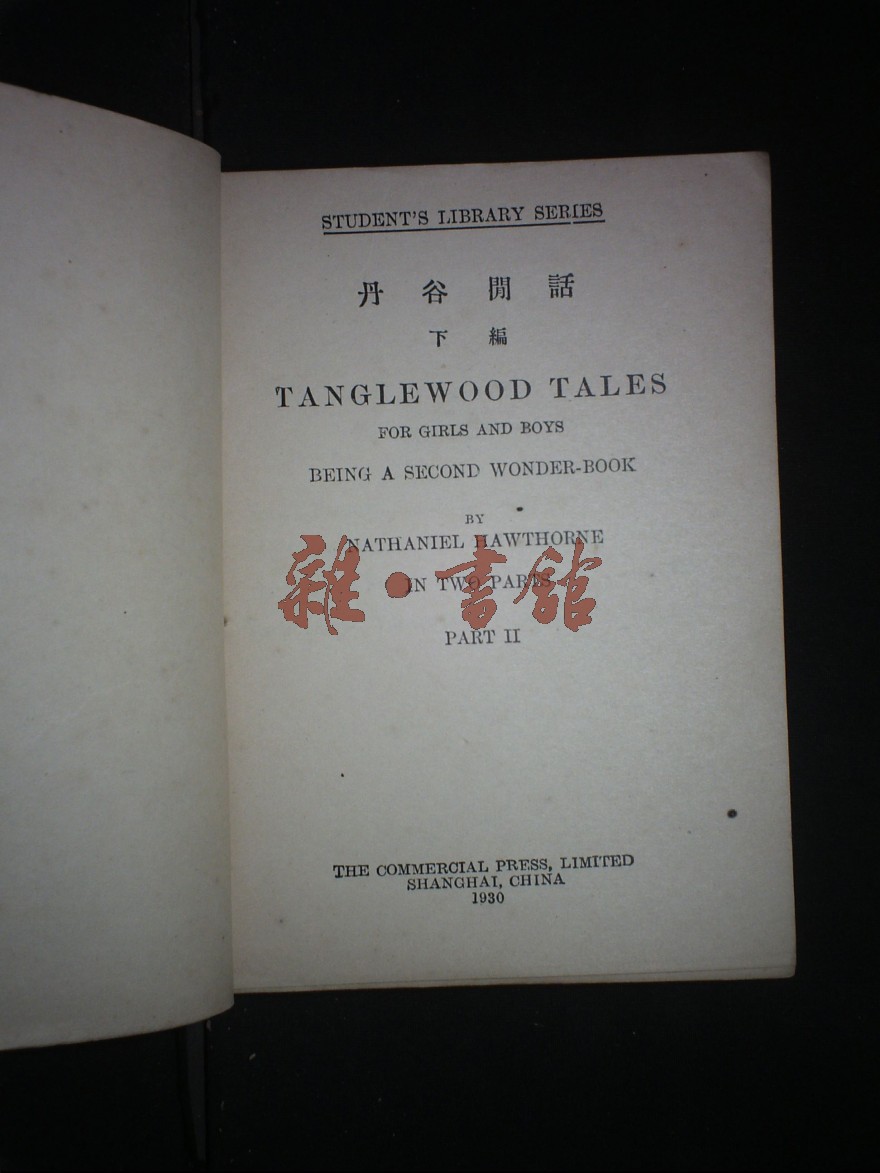 STUDENT'S LIBRARY SERIES
丹谷閒話
下編
TANGLEWOOD TALES
FOR GIRLS AND BOYS
BEING A SECOND WONDER-BOOK
BY
NATHANIEL HAWTHORNE
IN TWO PARTS
雜·書館
PART II
THE COMMERCIAL PRESS, LIMITED
SHANGHAI, CHINA
1930